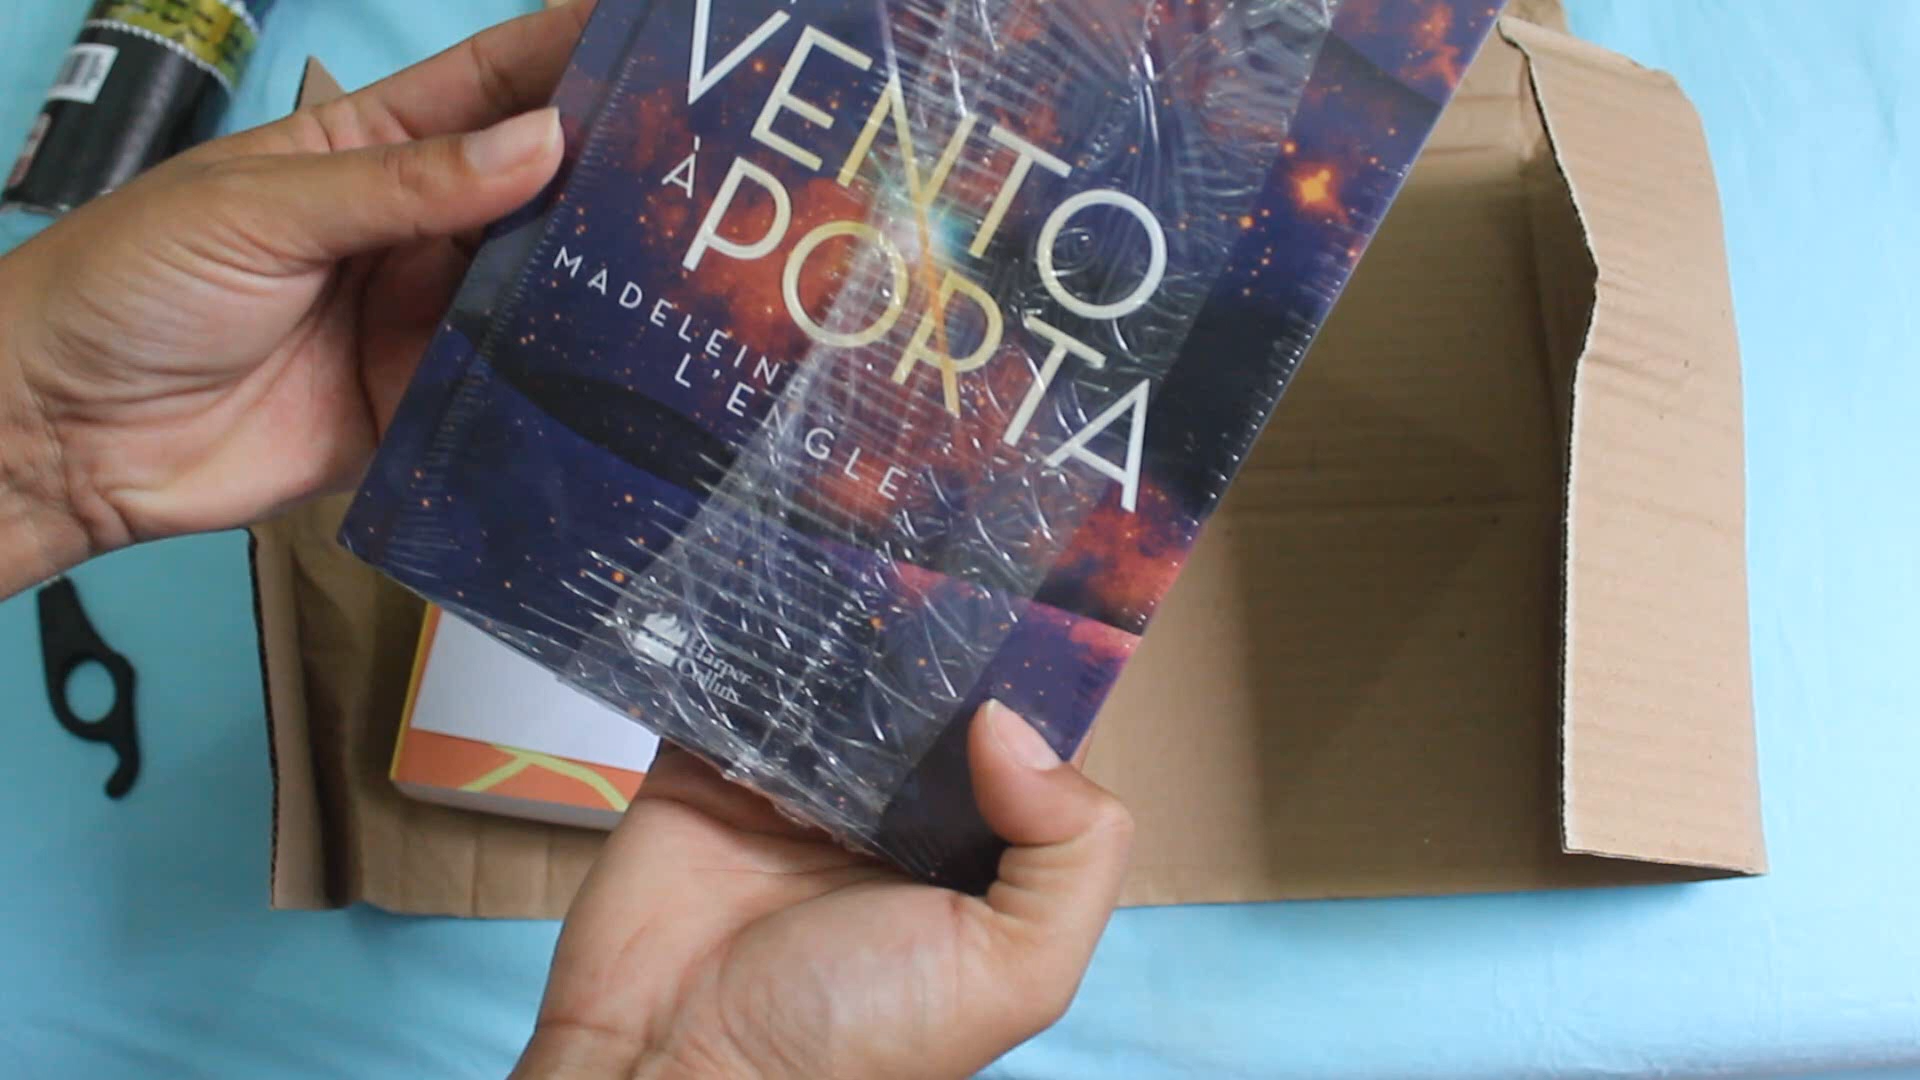 VENTO
À
PORTA
MADELEINE
L'ENGLE
Harper
Collins